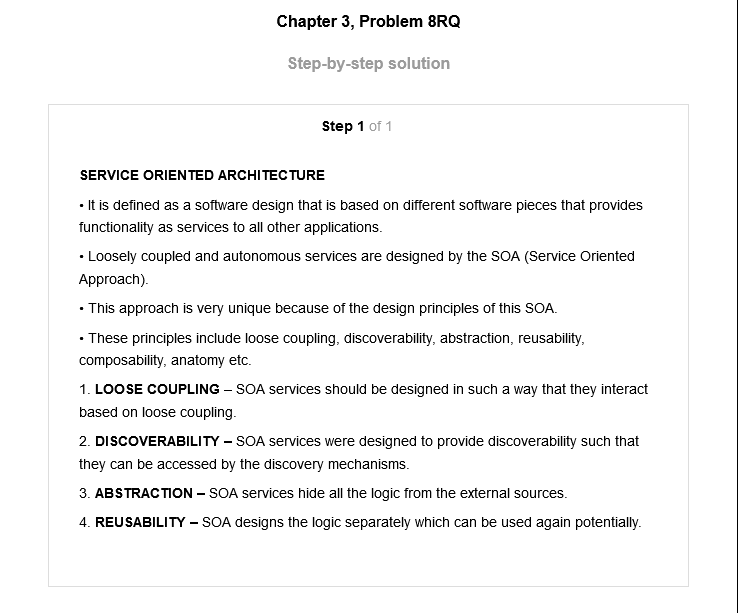 Chapter 3, Problem 8RQ
Step-by-step solution
Step 1 of 1
SERVICE ORIENTED ARCHITECTURE
• It is defined as a software design that is based on different software pieces that provides
functionality as services to all other applications.
• Loosely coupled and autonomous services are designed by the SOA (Service Oriented
Approach).
• This approach is very unique because of the design principles of this SOA.
• These principles include loose coupling, discoverability, abstraction, reusability,
composability, anatomy etc.
1. LOOSE COUPLING – SOA services should be designed in such a way that they interact
based on loose coupling.
2. DISCOVERABILITY – SOA services were designed to provide discoverability such that
they can be accessed by the discovery mechanisms.
3. ABSTRACTION – SOA services hide all the logic from the external sources.
4. REUSABILITY – SOA designs the logic separately which can be used again potentially.